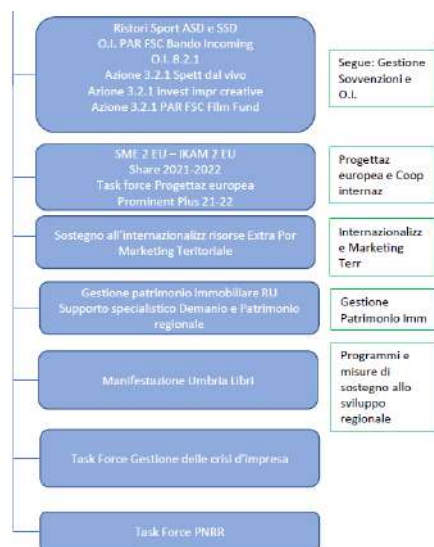 Ristori Sport ASD e SSD
O.I. PAR FSC Bando Incoming
O.I. 8.2.1
Azione 3.2.1 Spett dal vivo
Azione 3.2.1 invest impr creative
Azione 3.2.1 PAR FSC Film Fund
Segue: Gestione
Sovvenzioni e
O.I.
SME 2 EU – IKAM 2 EU
Share 2021-2022
Task force Progettaz europea
Prominent Plus 21-22
Progettaz
europea e Coop
internaz
Sostegno all'internazionalizz risorse Extra Por
Marketing Teritoriale
Internazionalizz
e Marketing
Terr
Gestione patrimonio immobiliare RU
Supporto specialistico Demanio e Patrimonio
regionale
Gestione
Patrimonio Imm
Manifestazione Umbria Libri
Programmi e
misure di
sostegno allo
sviluppo
regionale
Task Force Gestione delle crisi d'impresa
Task Force PNRR